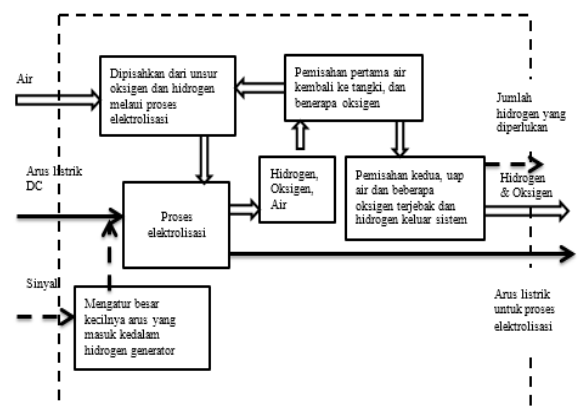 Air
Dipisahkan dari unsur
oksigen dan hidrogen
melaui proses
elektrolisasi
Pemisahan pertama air
kembali ke tangki, dan
benerapa oksigen
Jumlah
hidrogen yang
diperlukan
Arus listrik
DC
Proses
elektrolisasi
Hidrogen,
Oksigen,
Air
Pemisahan kedua, uap
air dan beberapa
oksigen terjebak dan
hidrogen keluar sistem
Hidrogen
& Oksigen
Sinyal
Mengatur besar
kecilnya arus yang
masuk kedalam
hidrogen generator
Arus listrik
untuk proses
elektrolisasi